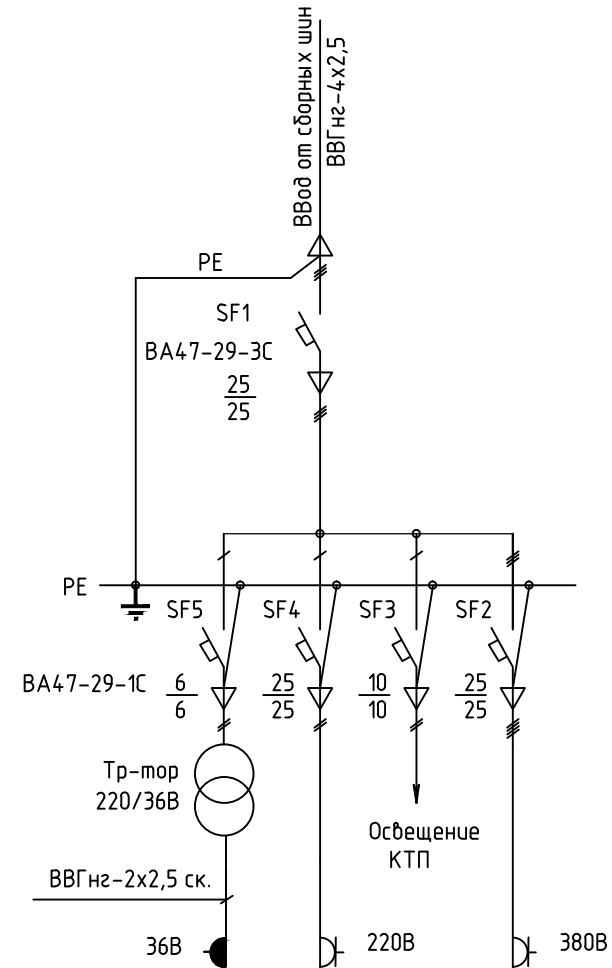 ВВод от сборных шин
ВВГнг-4х2,5
PE
SF1
ВА47-29-3С
25
25
PE
SF5
SF4
SF3
SF2
ВА47-29-1С
6
6
25
25
10
10
25
25
Тр-тор
220/36В
Освещение
КТП
ВВГнг-2х2,5 ск.
36В
220В
380В